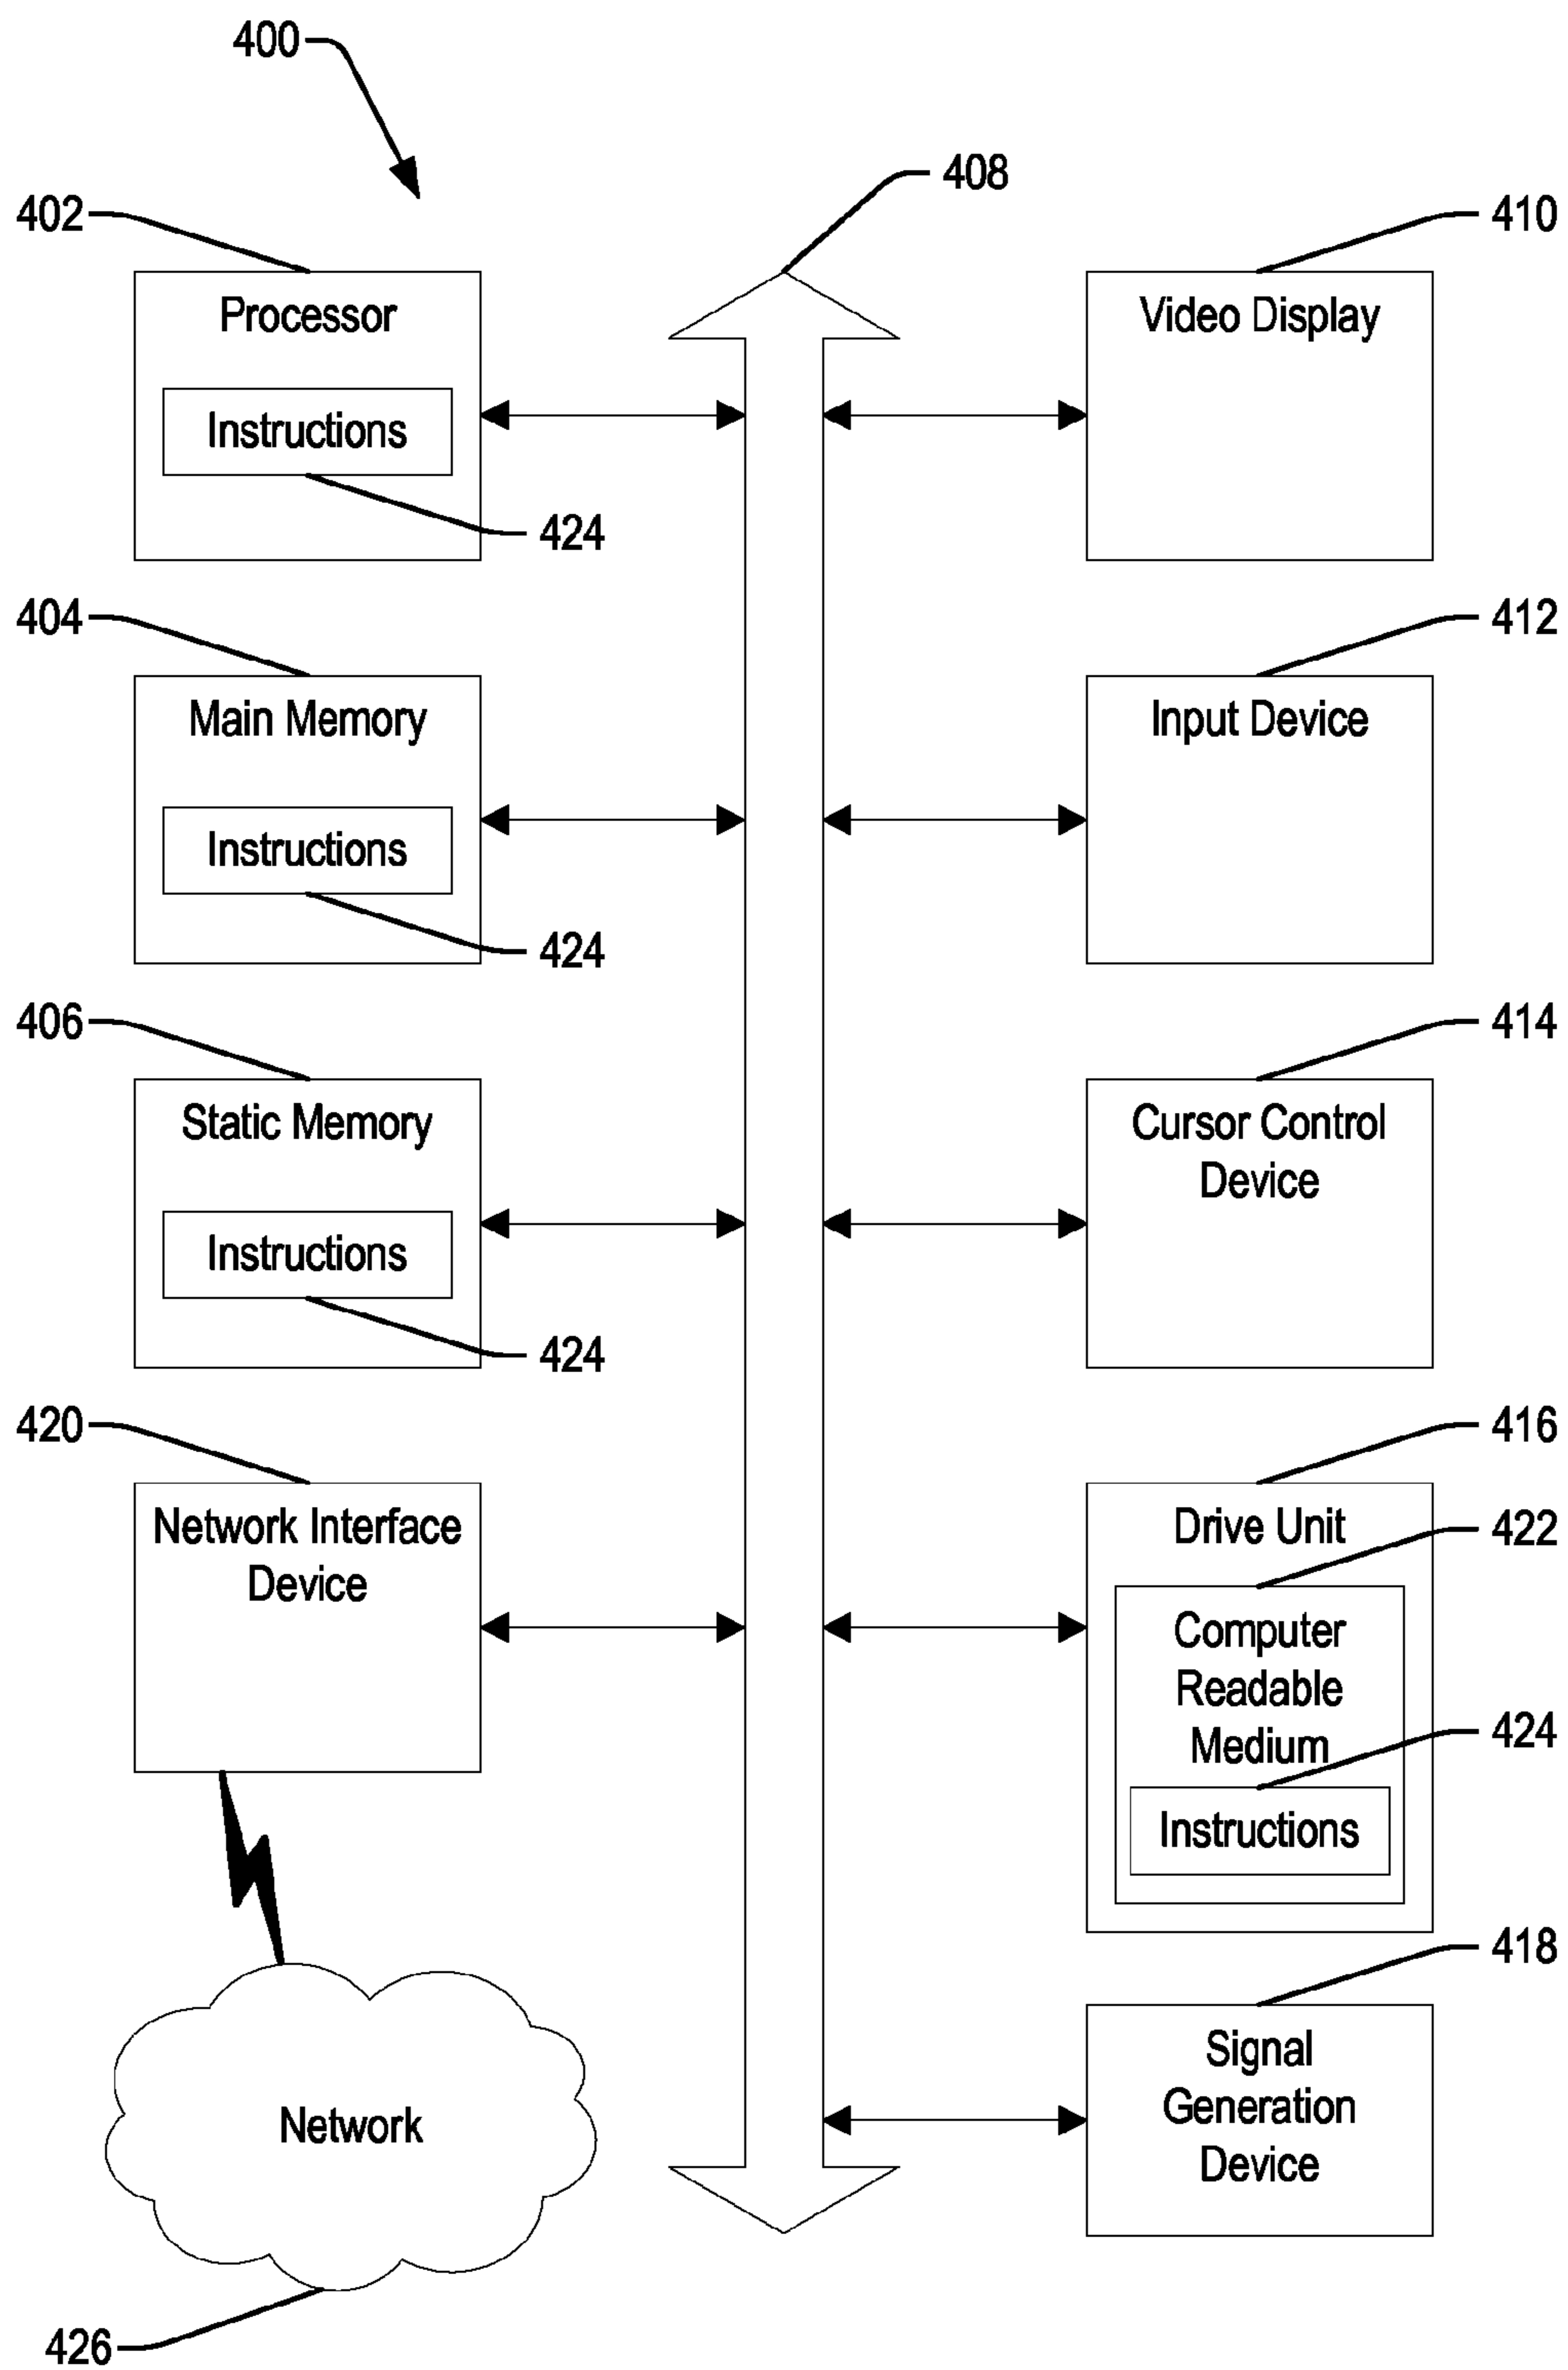 400
408
402
Processor
Instructions
424
410
Video Display
404
Main Memory
Instructions
424
412
Input Device
406
Static Memory
Instructions
424
414
Cursor Control
Device
420
Network Interface
Device
416
Drive Unit
422
Computer
Readable
Medium
424
Instructions
418
Signal
Generation
Device
Network
426